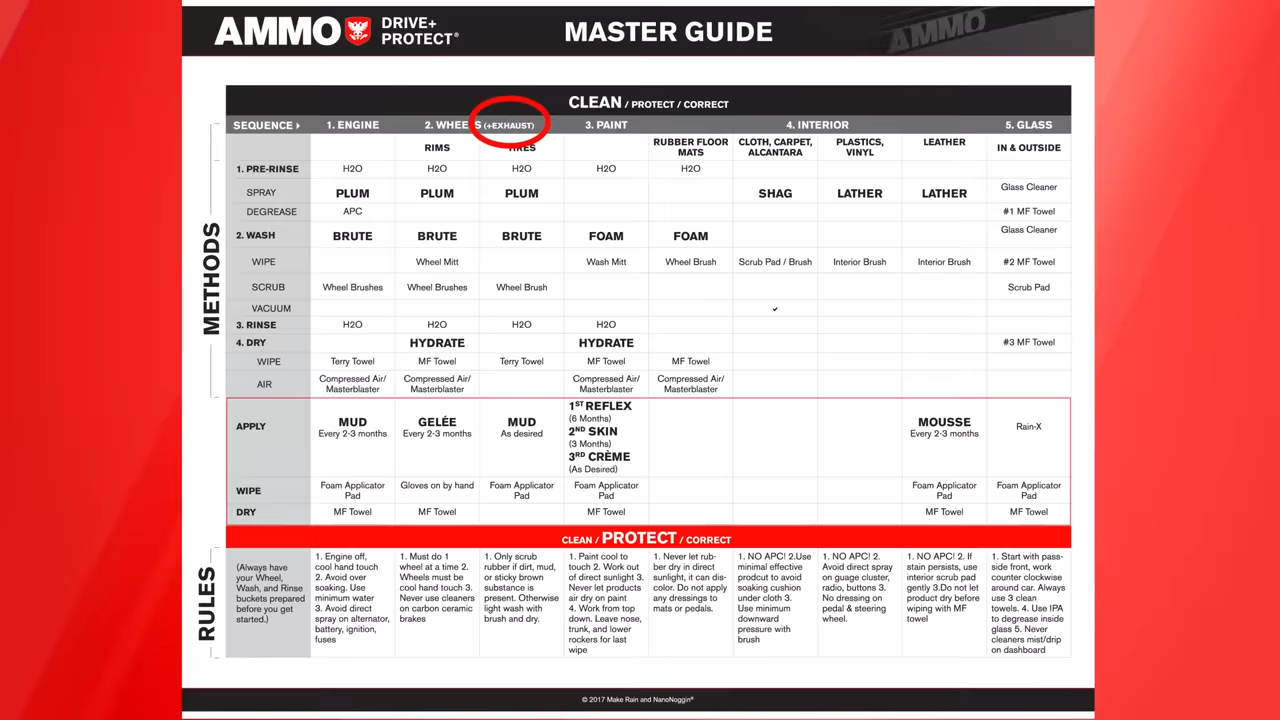 AMMO DRIVE+ PROTECT® MASTER GUIDE
AMMO
CLEAN / PROTECT / CORRECT
SEQUENCE 1. ENGINE 2. WHEELS (+EXHAUST) 3. PAINT 4. INTERIOR 5. GLASS
RIMS TIRES RUBBER FLOOR MATS CLOTH, CARPET, ALCANTARA PLASTICS, VINYL LEATHER IN & OUTSIDE
METHODS
1. PRE-RINSE H2O H2O H2O H2O H2O
SPRAY PLUM PLUM PLUM SHAG LATHER LATHER Glass Cleaner
DEGREASE APC #1 MF Towel
2. WASH BRUTE BRUTE BRUTE FOAM FOAM Glass Cleaner
WIPE Wheel Mitt Wash Mitt Wheel Brush Scrub Pad / Brush Interior Brush Interior Brush #2 MF Towel
SCRUB Wheel Brushes Wheel Brushes Wheel Brush Scrub Pad
VACUUM ✓
3. RINSE H2O H2O H2O H2O
4. DRY HYDRATE HYDRATE #3 MF Towel
WIPE Terry Towel MF Towel Terry Towel MF Towel MF Towel
AIR Compressed Air/ Masterblaster Compressed Air/ Masterblaster Compressed Air/ Masterblaster Compressed Air/ Masterblaster
APPLY MUD Every 2-3 months GELÉE Every 2-3 months MUD As desired 1ST REFLEX (6 Months) 2ND SKIN (3 Months) 3RD CRÈME (As Desired) MOUSSE Every 2-3 months Rain-X
WIPE Foam Applicator Pad Gloves on by hand Foam Applicator Pad Foam Applicator Pad Foam Applicator Pad Foam Applicator Pad
DRY MF Towel MF Towel MF Towel MF Towel MF Towel
CLEAN / PROTECT / CORRECT
RULES
(Always have your Wheel, Wash, and Rinse buckets prepared before you get started.)
1. Engine off, cool hand touch 2. Avoid over soaking. Use minimum water 3. Avoid direct spray on alternator, battery, ignition, fuses
1. Must do 1 wheel at a time 2. Wheels must be cool hand touch 3. Never use cleaners on carbon ceramic brakes
1. Only scrub rubber if dirt, mud, or sticky brown substance is present. Otherwise light wash with brush and dry.
1. Paint cool to touch 2. Work out of direct sunlight 3. Never let products air dry on paint 4. Work from top down. Leave nose, trunk, and lower rockers for last wipe
1. Never let rubber dry in direct sunlight, it can discolor. Do not apply any dressings to mats or pedals.
1. NO APC! 2.Use minimal effective prodcut to avoid soaking cushion under cloth 3. Use minimum downward pressure with brush
1. NO APC! 2. Avoid direct spray on guage cluster, radio, buttons 3. No dressing on pedal & steering wheel.
1. NO APC! 2. If stain persists, use interior scrub pad gently 3.Do not let product dry before wiping with MF towel
1. Start with passside front, work counter clockwise around car. Always use 3 clean towels. 4. Use IPA to degrease inside glass 5. Never cleaners mist/drip on dashboard
© 2017 Make Rain and NanoNoggin®